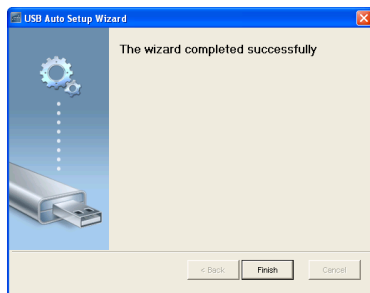 USB Auto Setup Wizard
The wizard completed successfully
< Back
Finish
Cancel